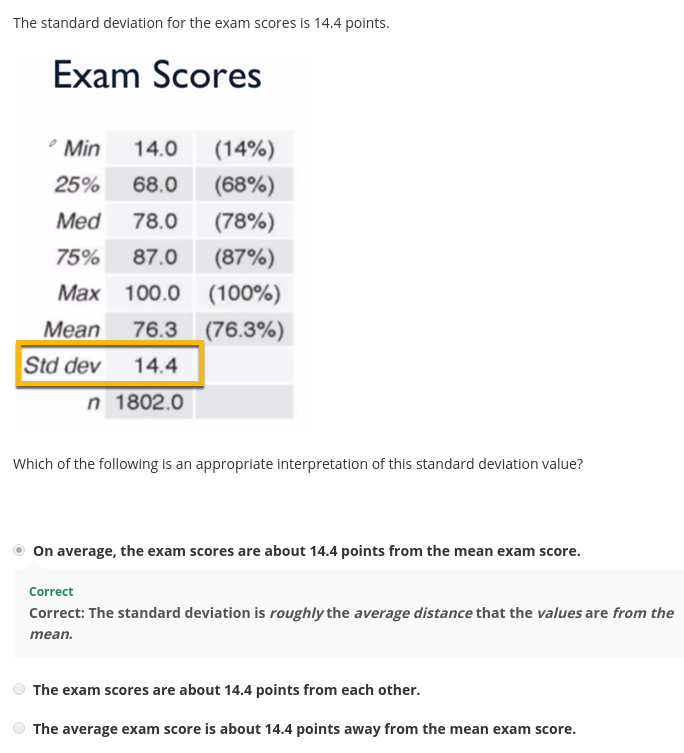 The standard deviation for the exam scores is 14.4 points.
Exam Scores
Min 14.0 (14%)
25% 68.0 (68%)
Med 78.0 (78%)
75% 87.0 (87%)
Max 100.0 (100%)
Mean 76.3 (76.3%)
Std dev 14.4
n 1802.0
Which of the following is an appropriate interpretation of this standard deviation value?
On average, the exam scores are about 14.4 points from the mean exam score.
Correct
Correct: The standard deviation is roughly the average distance that the values are from the
mean.
The exam scores are about 14.4 points from each other.
The average exam score is about 14.4 points away from the mean exam score.